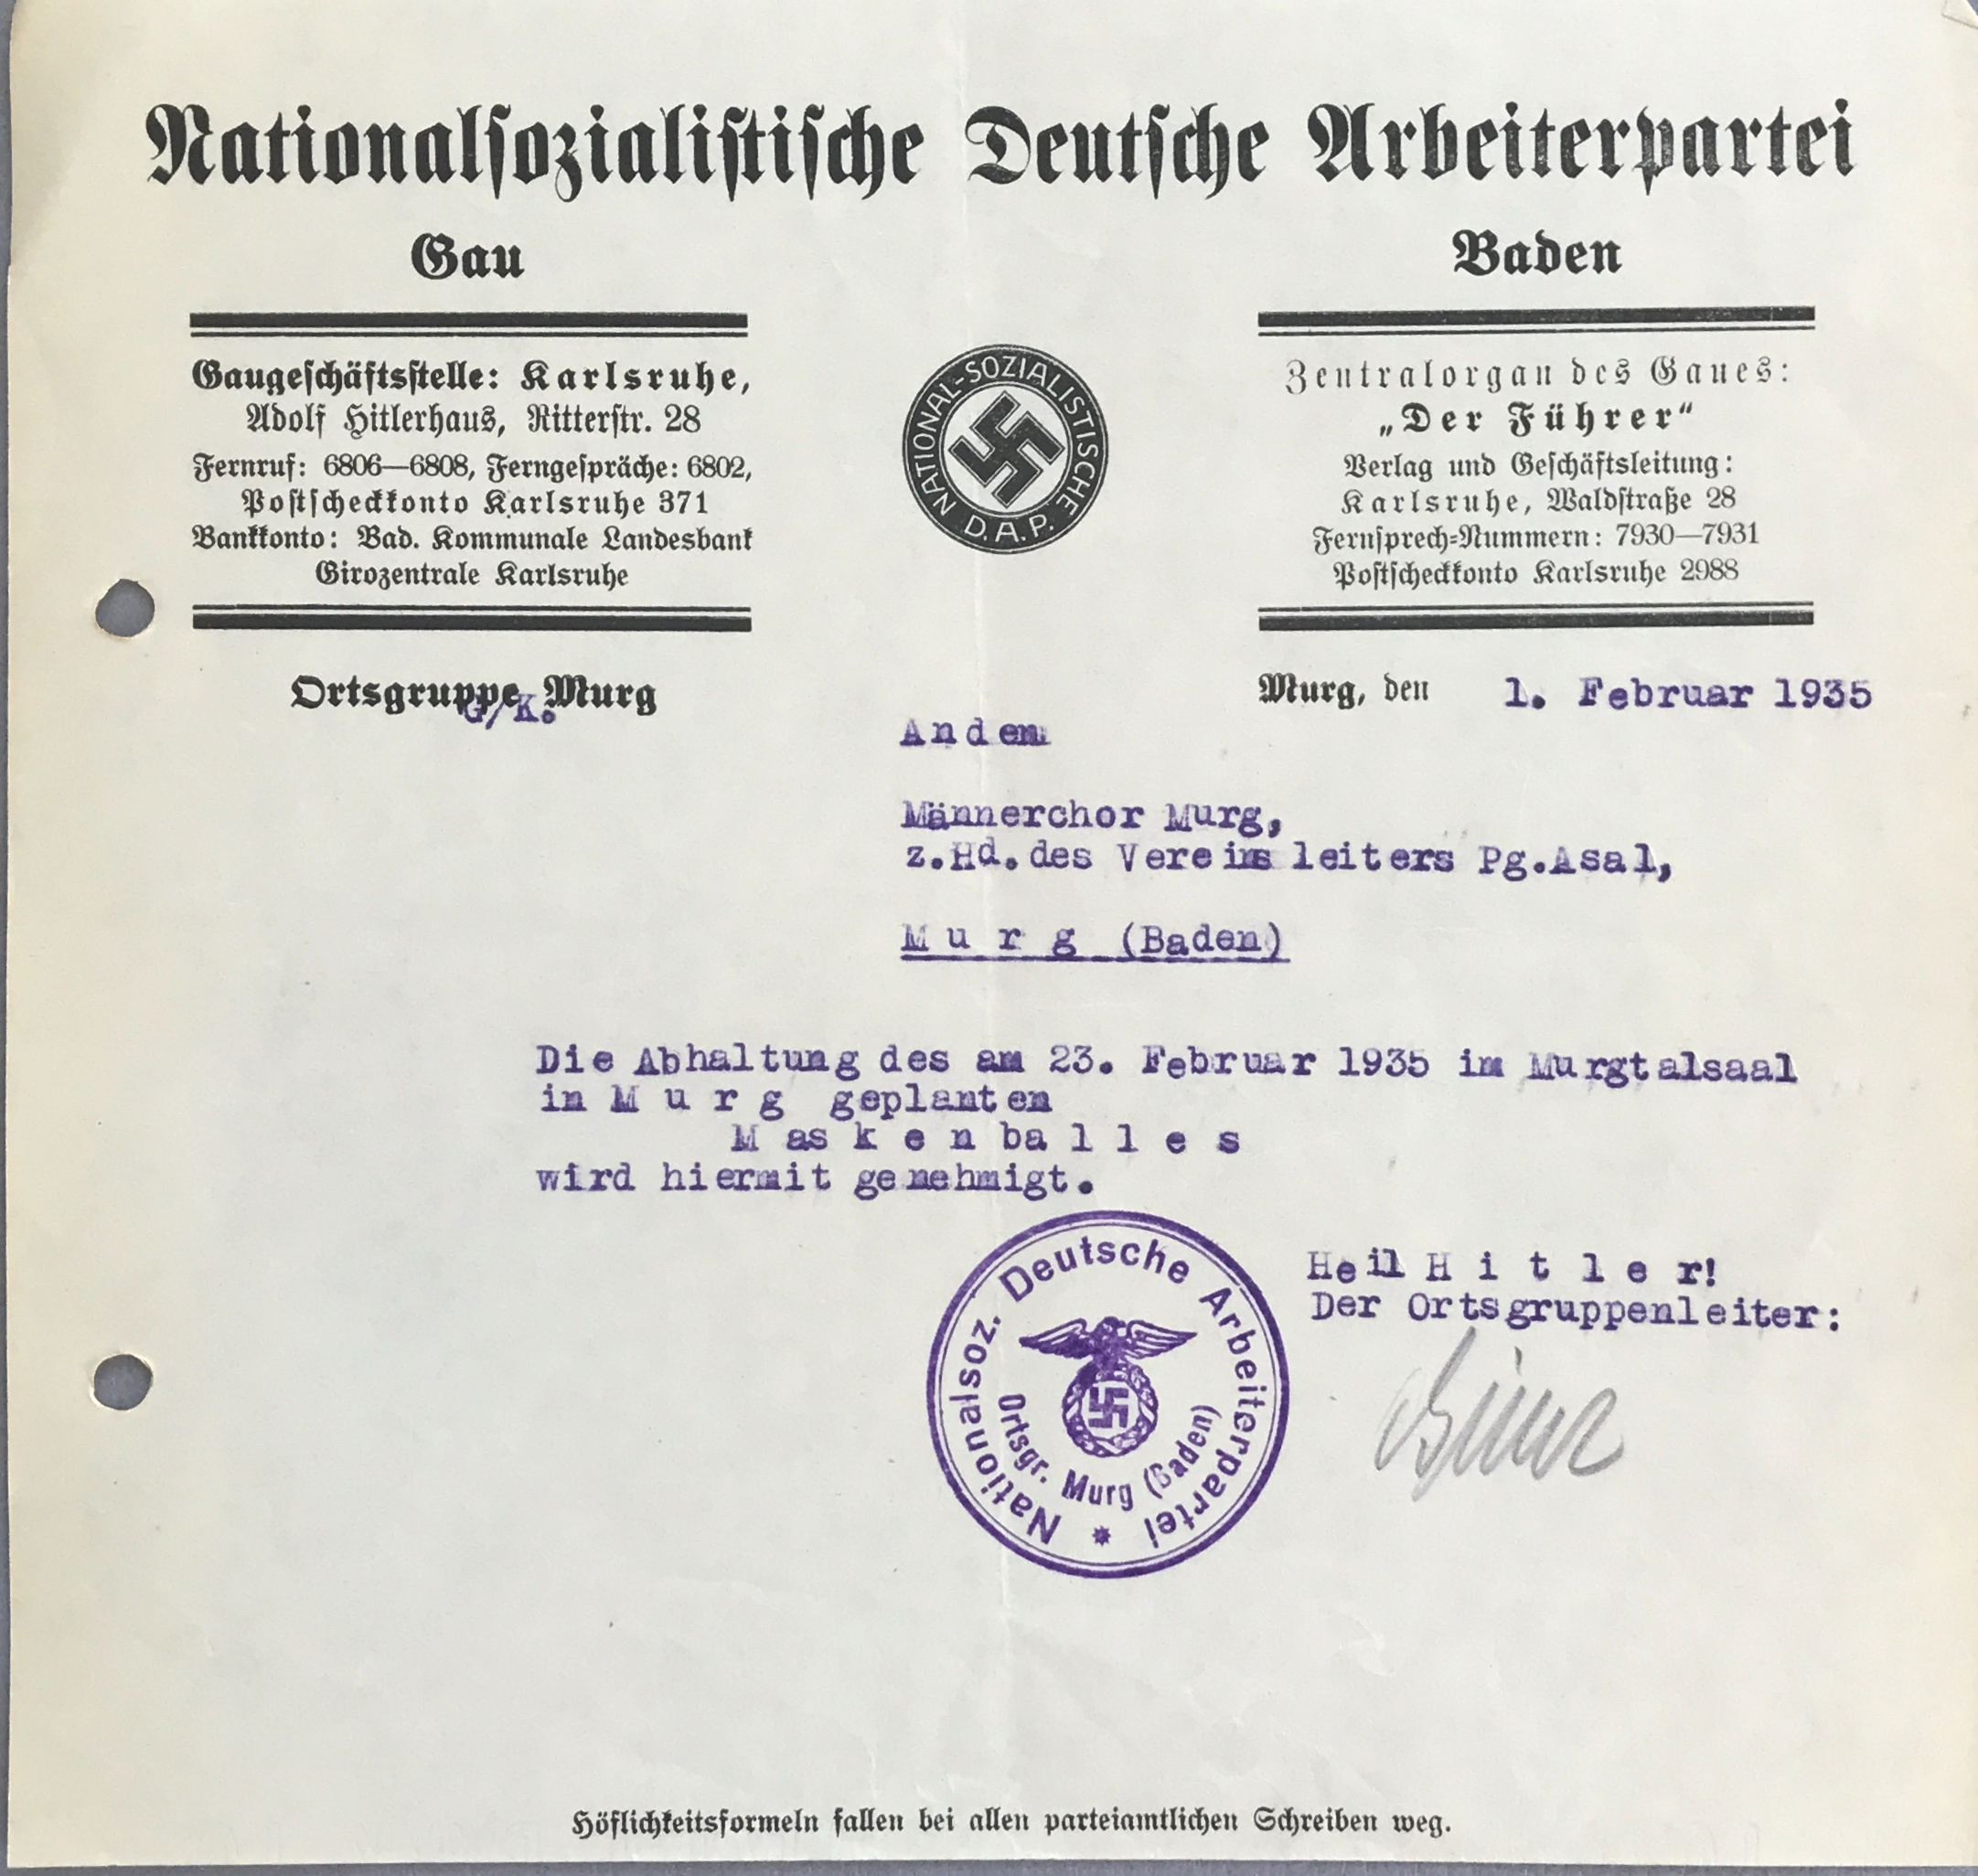 Nationalsozialistische Deutsche Arbeiterpartei
Gau Baden
Gaugeschäftsstelle: Karlsruhe,
Adolf Hitlerhaus, Ritterstr. 28
Fernruf: 6806—6808, Ferngespräche: 6802,
Postscheckkonto Karlsruhe 371
Bankkonto: Bad. Kommunale Landesbank
Girozentrale Karlsruhe
NATIONAL-SOZIALISTISCHE
D.A.P.
Zentralorgan des Gaues:
„Der Führer“
Verlag und Geschäftsleitung:
Karlsruhe, Waldstraße 28
Fernsprech=Nummern: 7930—7931
Postscheckkonto Karlsruhe 2988
Ortsgruppe Murg
G/K.
Murg, den 1. Februar 1935
An den
Männerchor Murg,
z.Hd. des Vereinsleiters Pg.Asal,
M u r g (Baden)
Die Abhaltung des am 23. Februar 1935 im Murgtalsaal
in M u r g geplanten
M a s k e n b a l l e s
wird hiermit genehmigt.
Heil H i t l e r!
Der Ortsgruppenleiter:
Nationalsoz. Deutsche Arbeiterpartei
Ortsgr. Murg (Baden)
Höflichkeitsformeln fallen bei allen parteiamtlichen Schreiben weg.